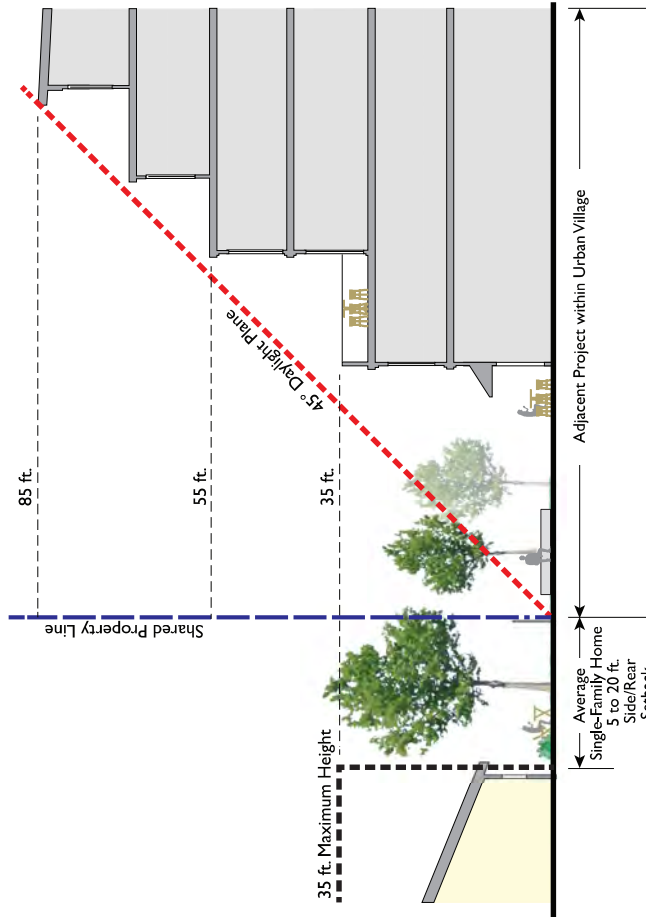 85 ft.
55 ft.
35 ft.
45° Daylight Plane
Shared Property Line
35 ft. Maximum Height
Average
Single-Family Home
5 to 20 ft.
Side/Rear
Setback
Adjacent Project within Urban Village